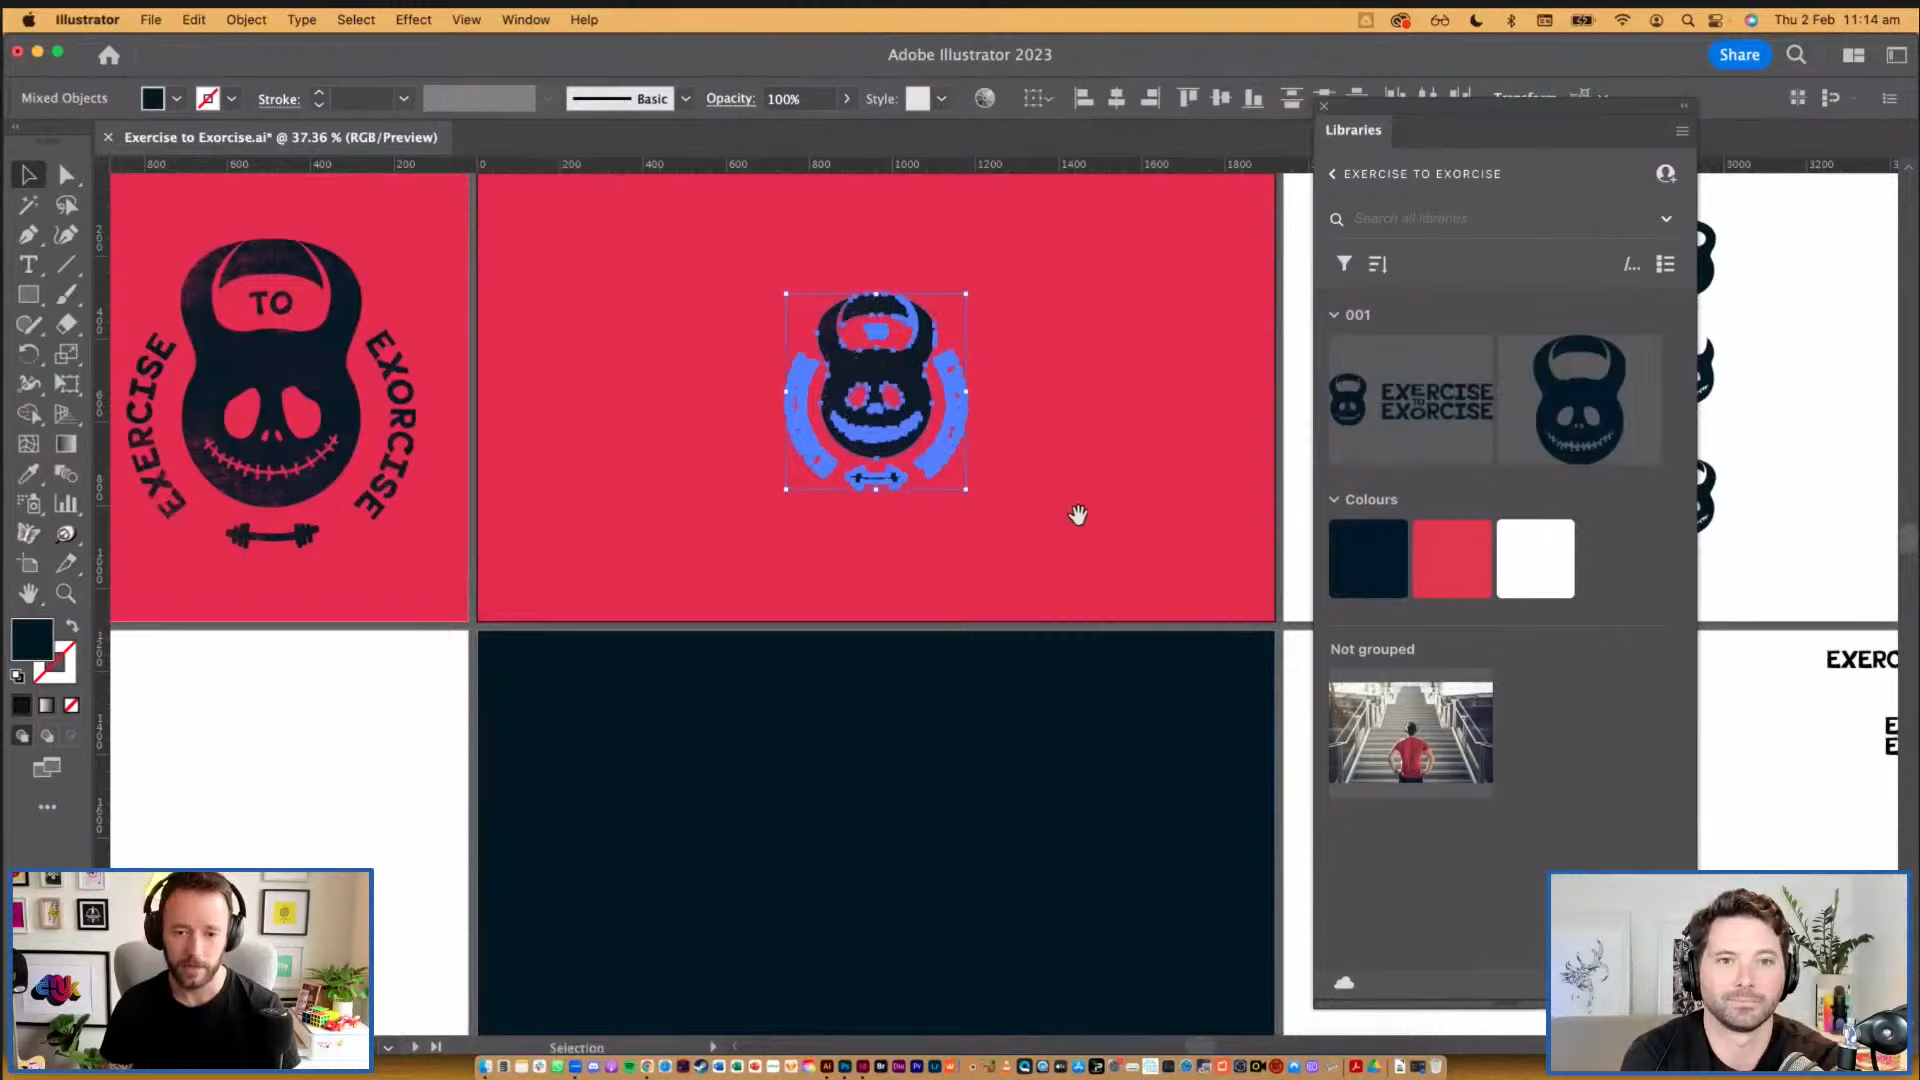 Illustrator File Edit Object Type Select Effect View Window Help
Thu 2 Feb 11:14 am
Adobe Illustrator 2023
Share
Mixed Objects
Stroke:
Basic
Opacity: 100%
Style:
Exercise to Exorcise.ai* @ 37.36 % (RGB/Preview)
800 600 400 200 0 200 400 600 800 1000 1200 1400 1600 1800 3000 3200
TO
EXERCISE
EXORCISE
Libraries
EXERCISE TO EXORCISE
Search all libraries
001
EXERCISE
TO
EXORCISE
Colours
Not grouped
EXERC
Selection